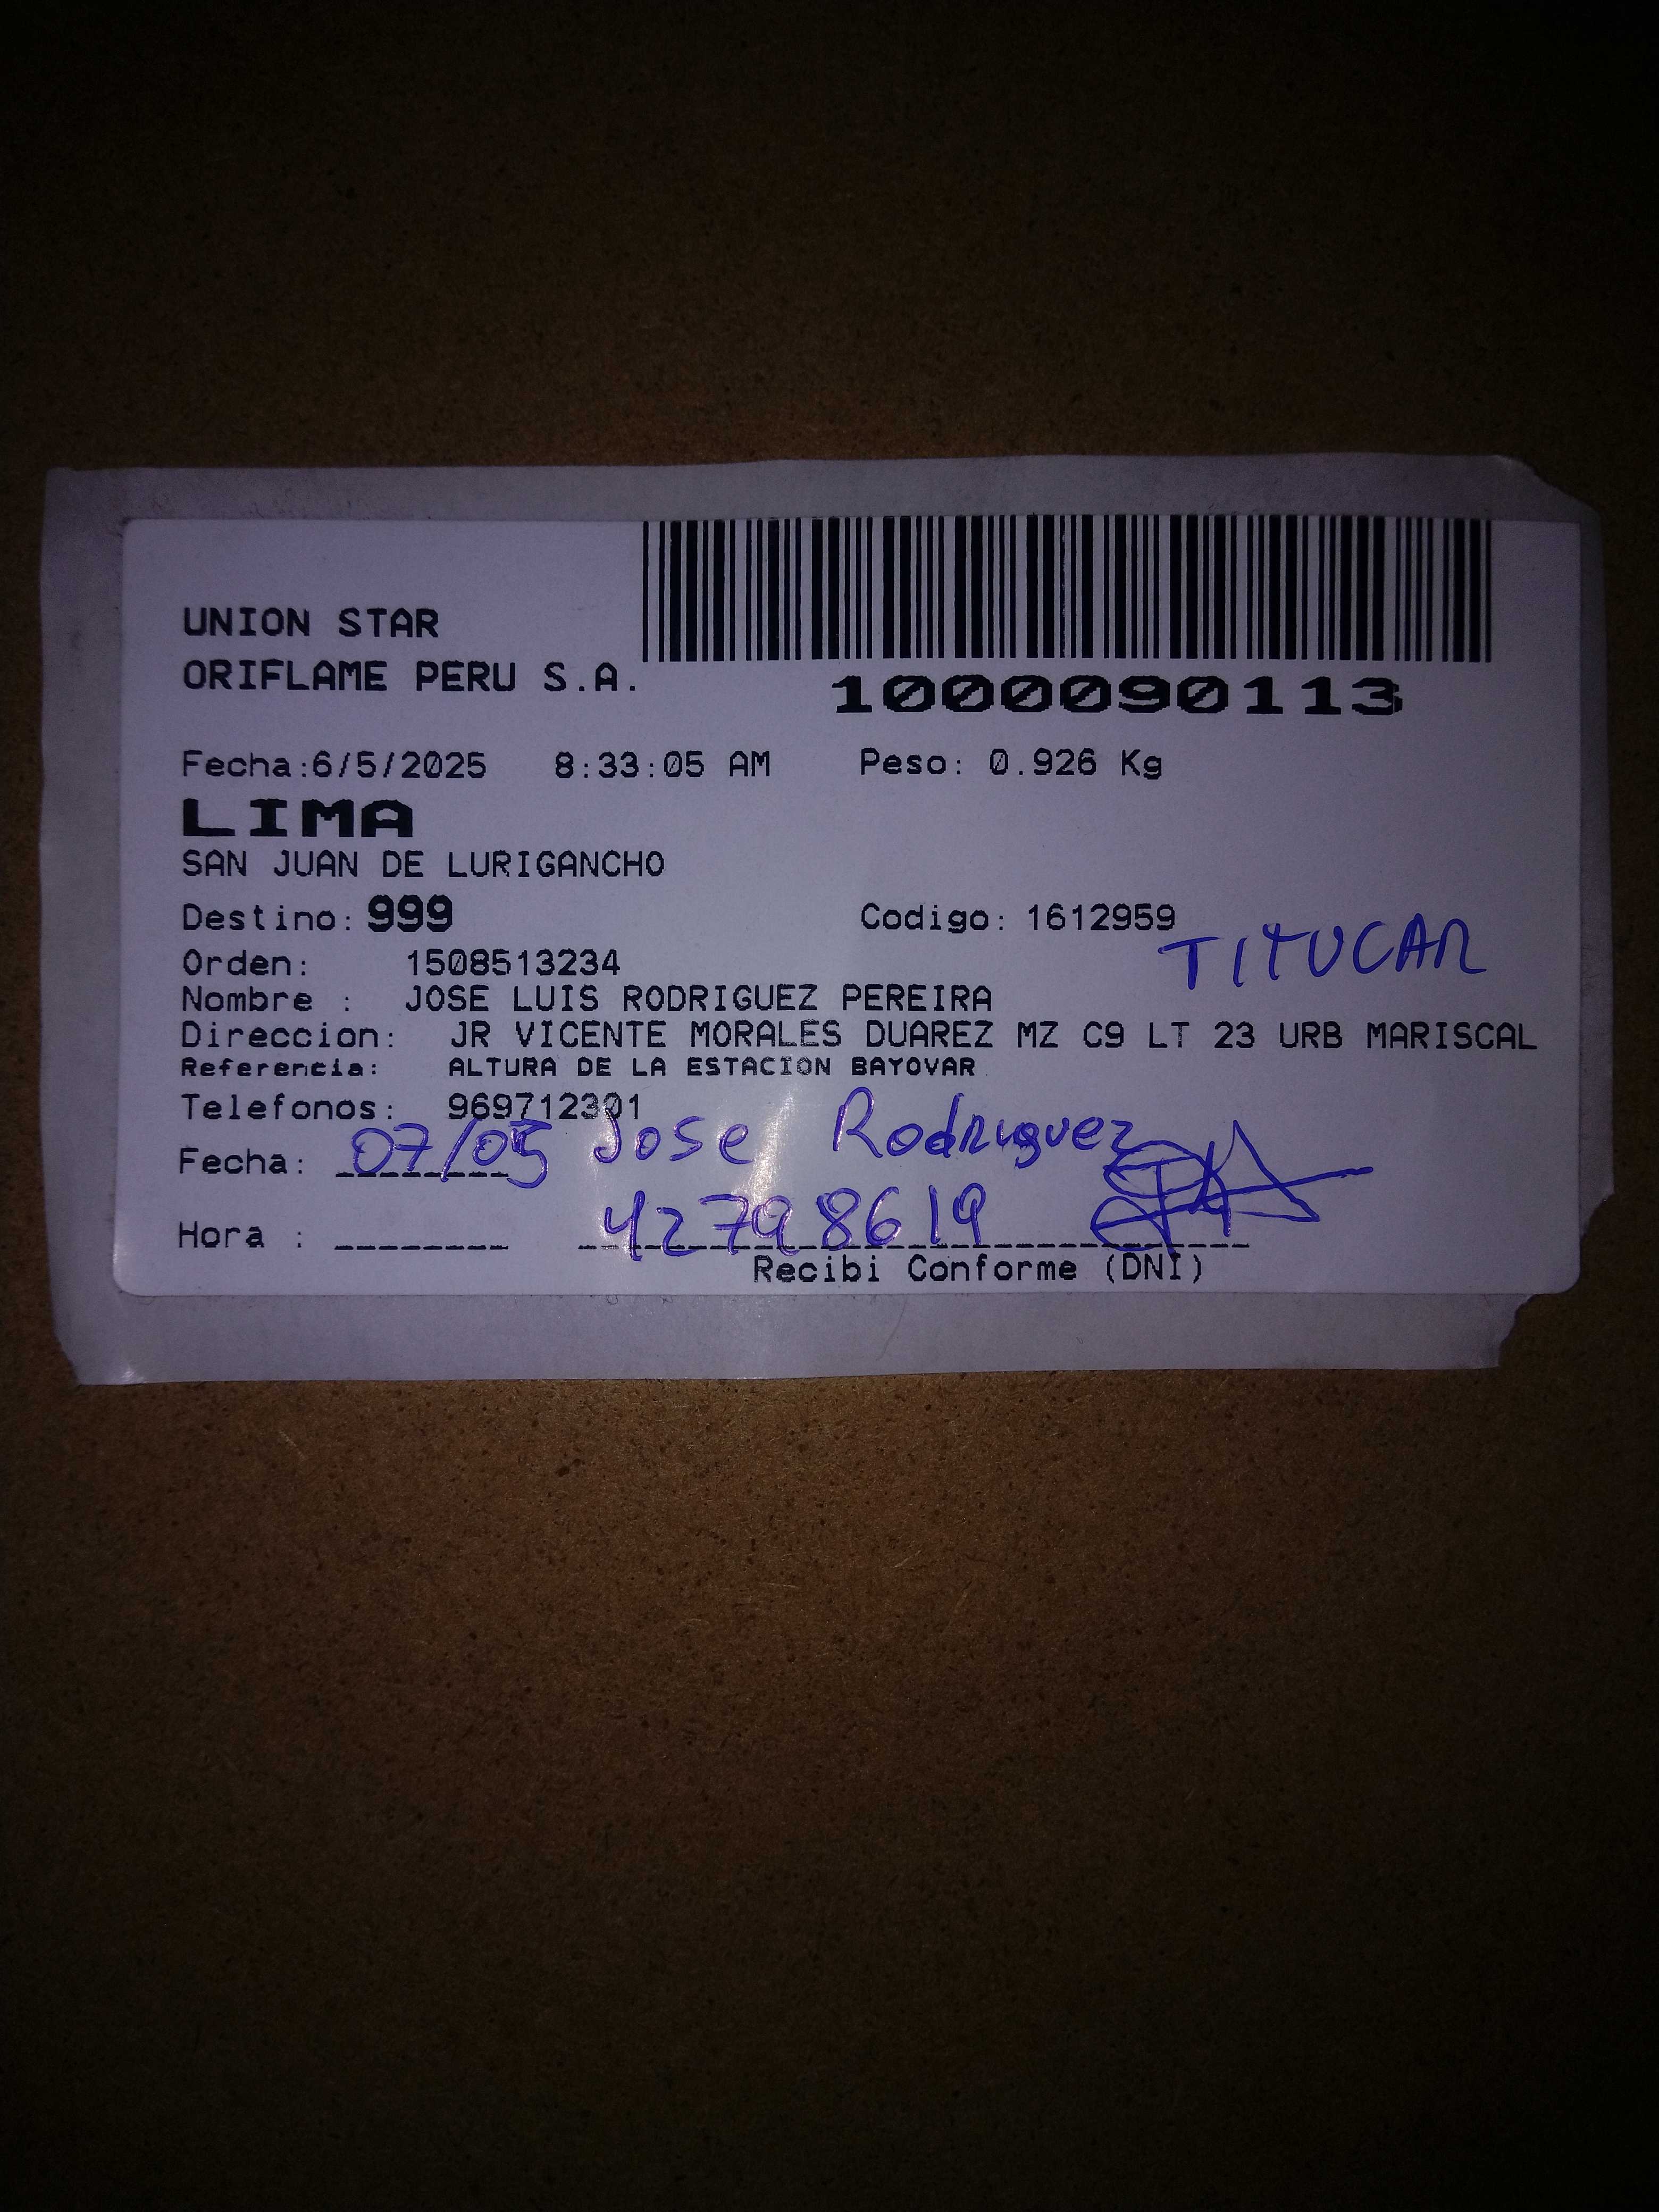 UNION STAR
ORIFLAME PERU S.A.
1000090113
Fecha:6/5/2025 8:33:05 AM Peso: 0.926 Kg
LIMA
SAN JUAN DE LURIGANCHO
Destino: 999 Codigo: 1612959
TITUCAR
Orden: 1508513234
Nombre : JOSE LUIS RODRIGUEZ PEREIRA
Direccion: JR VICENTE MORALES DUAREZ MZ C9 LT 23 URB MARISCAL
Referencia: ALTURA DE LA ESTACION BAYOVAR
Telefonos: 969712301
Fecha: 07/05 Jose Rodriguez
Hora : 42798619
Recibi Conforme (DNI)